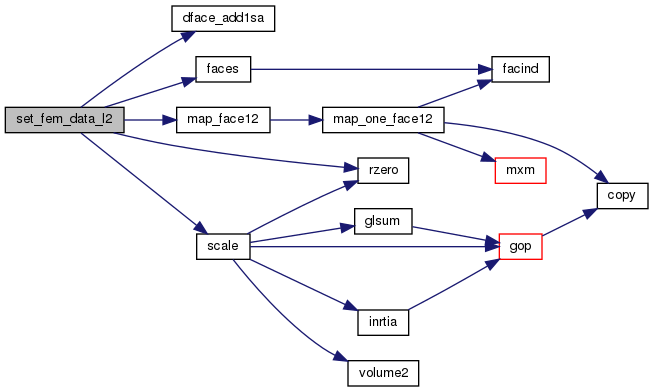 dface_add1sa
faces
facind
set_fem_data_l2
map_face12
map_one_face12
rzero
mxm
copy
glsum
scale
gop
inrtia
volume2